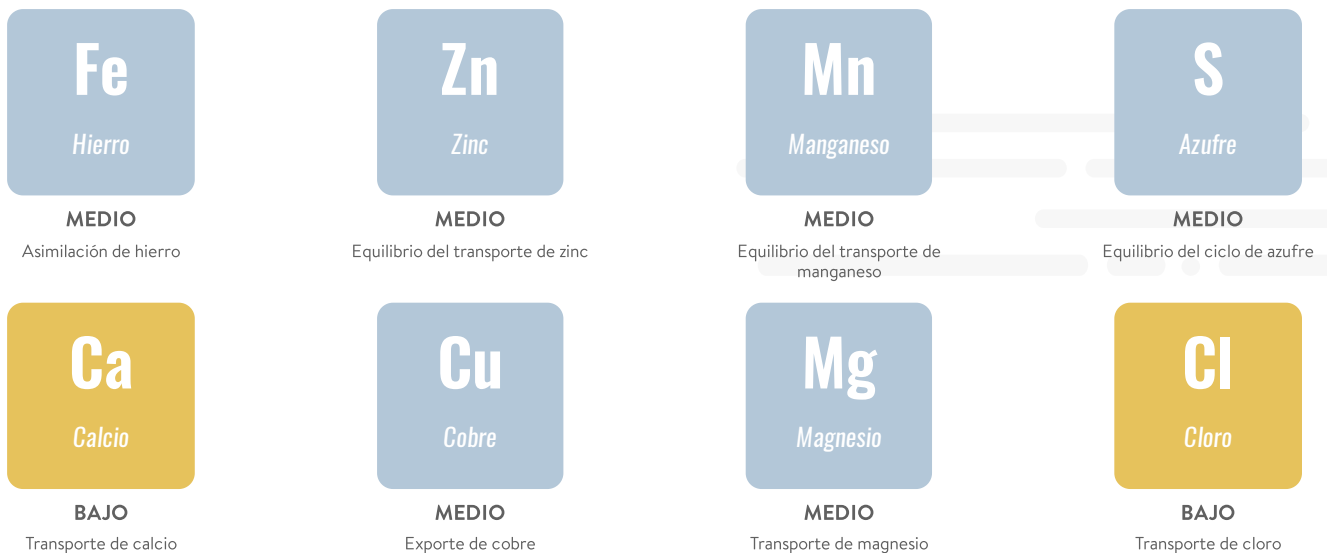 Fe
Hierro
MEDIO
Asimilación de hierro
Zn
Zinc
MEDIO
Equilibrio del transporte de zinc
Mn
Manganeso
MEDIO
Equilibrio del transporte de
manganeso
S
Azufre
MEDIO
Equilibrio del ciclo de azufre
Ca
Calcio
BAJO
Transporte de calcio
Cu
Cobre
MEDIO
Exporte de cobre
Mg
Magnesio
MEDIO
Transporte de magnesio
Cl
Cloro
BAJO
Transporte de cloro